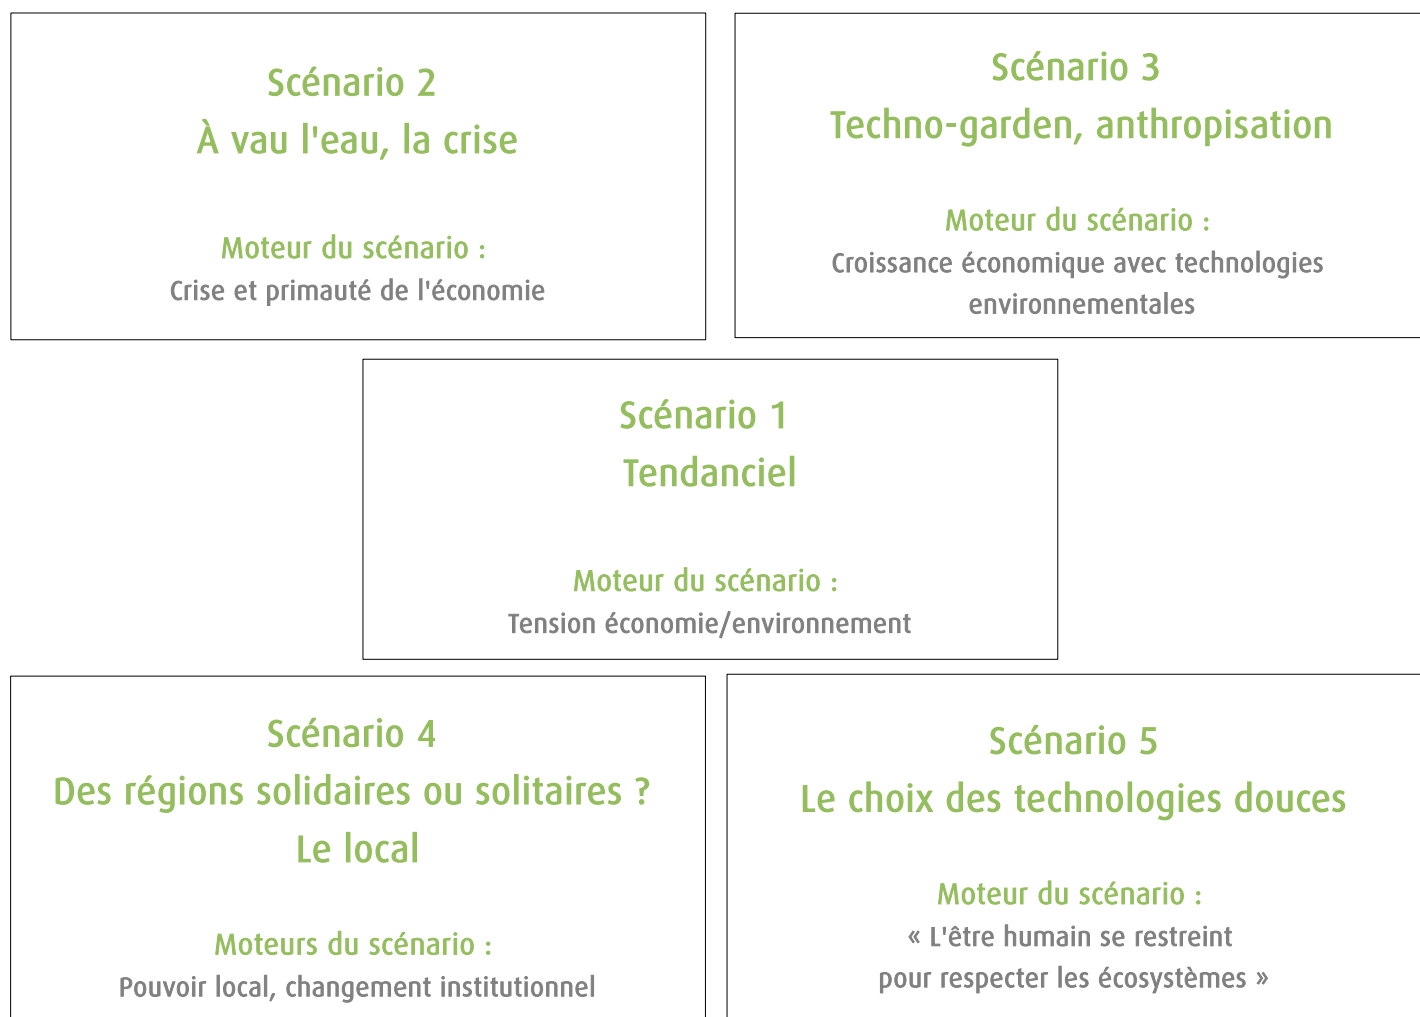 Scénario 2
À vau l'eau, la crise
Moteur du scénario :
Crise et primauté de l'économie
Scénario 3
Techno-garden, anthropisation
Moteur du scénario :
Croissance économique avec technologies
environnementales
Scénario 1
Tendanciel
Moteur du scénario :
Tension économie/environnement
Scénario 4
Des régions solidaires ou solitaires ?
Le local
Moteurs du scénario :
Pouvoir local, changement institutionnel
Scénario 5
Le choix des technologies douces
Moteur du scénario :
« L'être humain se restreint
pour respecter les écosystèmes »